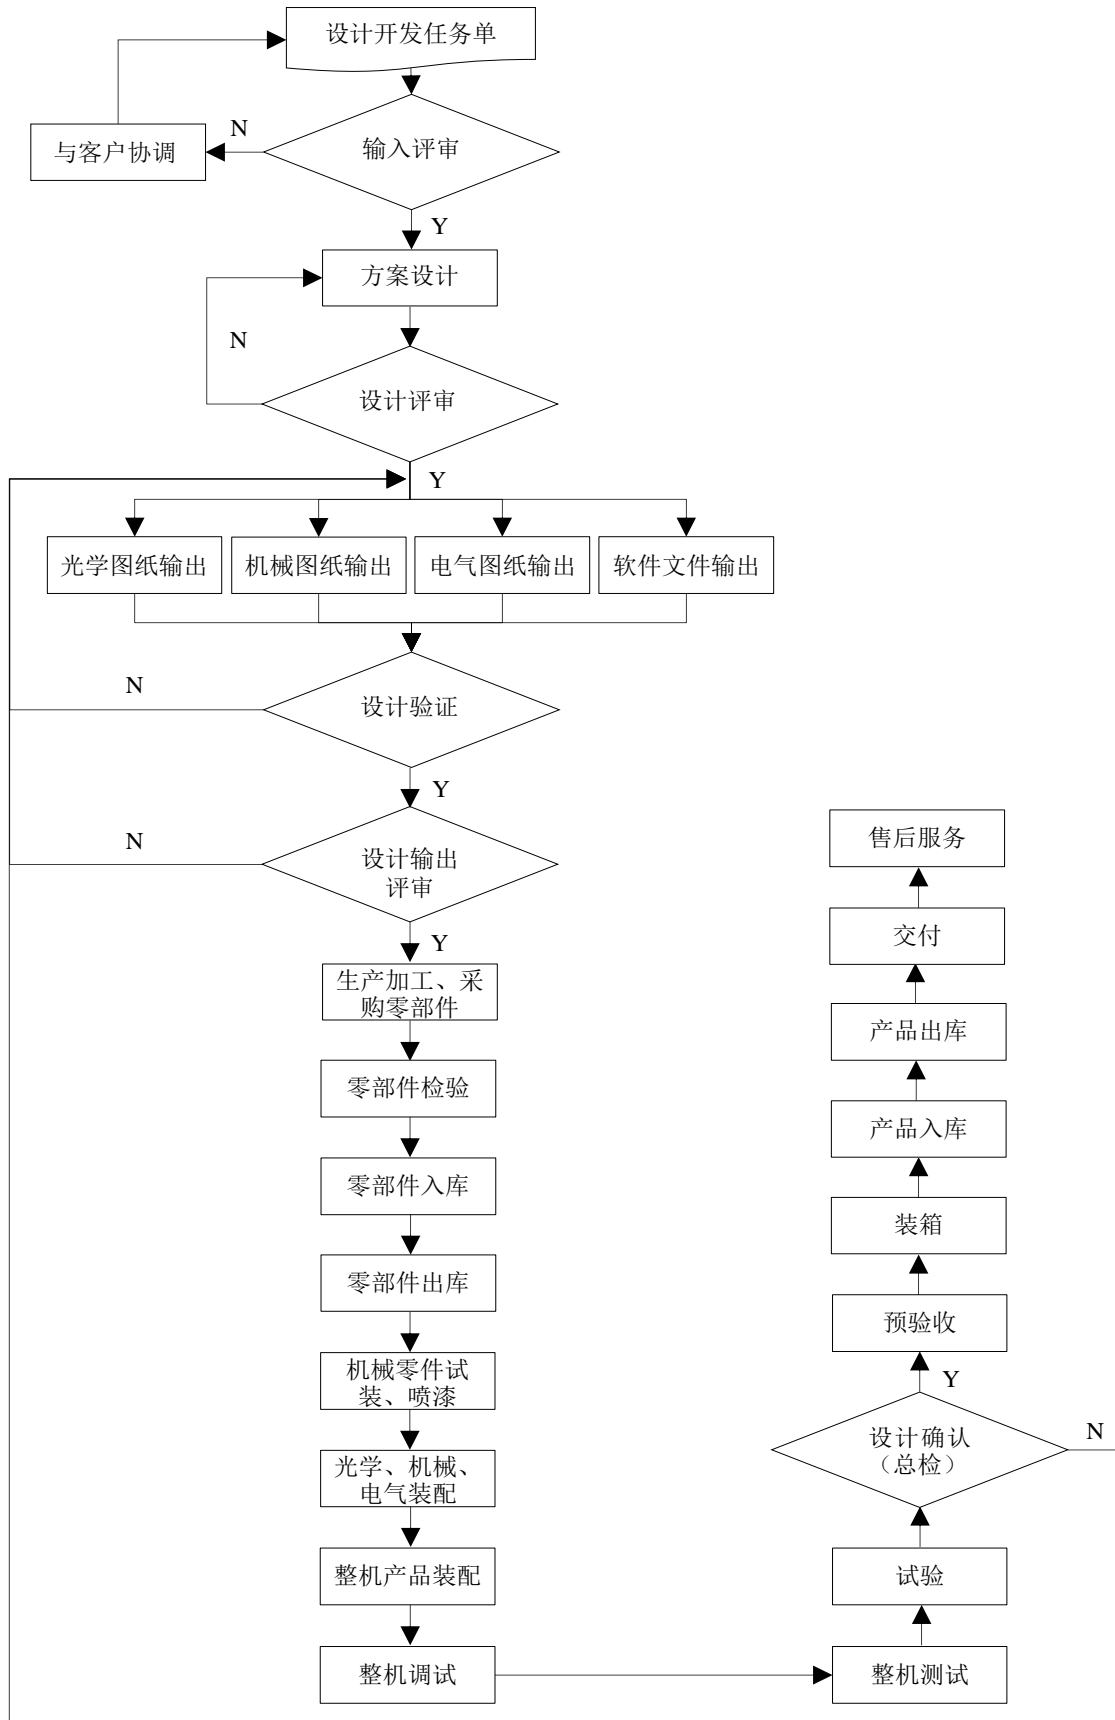 设计开发任务单
N
与客户协调
输入评审
Y
方案设计
N
设计评审
Y
光学图纸输出
机械图纸输出
电气图纸输出
软件文件输出
N
设计验证
Y
N
设计输出
评审
Y
生产加工、采
购零部件
零部件检验
零部件入库
零部件出库
机械零件试
装、喷漆
光学、机械、
电气装配
整机产品装配
整机调试
整机测试
试验
设计确认
（总检）
N
Y
预验收
装箱
产品入库
产品出库
交付
售后服务